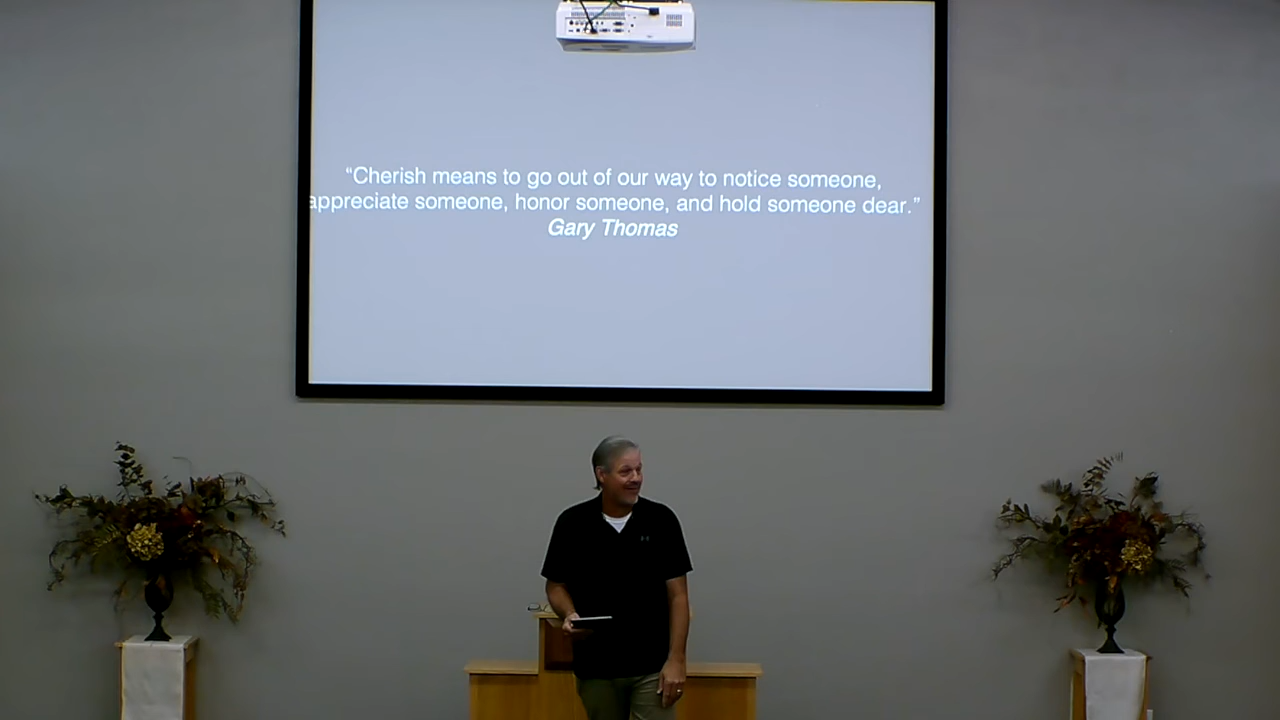 “Cherish means to go out of our way to notice someone,
appreciate someone, honor someone, and hold someone dear.”
Gary Thomas